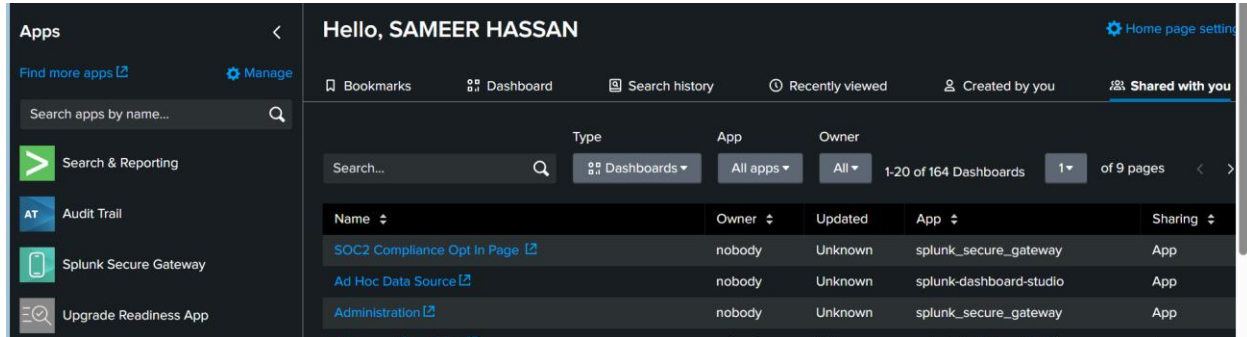 Apps
Find more apps
Manage
Search apps by name...
Search & Reporting
AT
Audit Trail
Splunk Secure Gateway
Upgrade Readiness App
Hello, SAMEER HASSAN
Home page setting
Bookmarks Dashboard Search history Recently viewed Created by you Shared with you
Type App Owner
Search... Dashboards All apps All 1-20 of 164 Dashboards 1 of 9 pages
Name Owner Updated App Sharing
SOC2 Compliance Opt In Page nobody Unknown splunk_secure_gateway App
Ad Hoc Data Source nobody Unknown splunk-dashboard-studio App
Administration nobody Unknown splunk_secure_gateway App